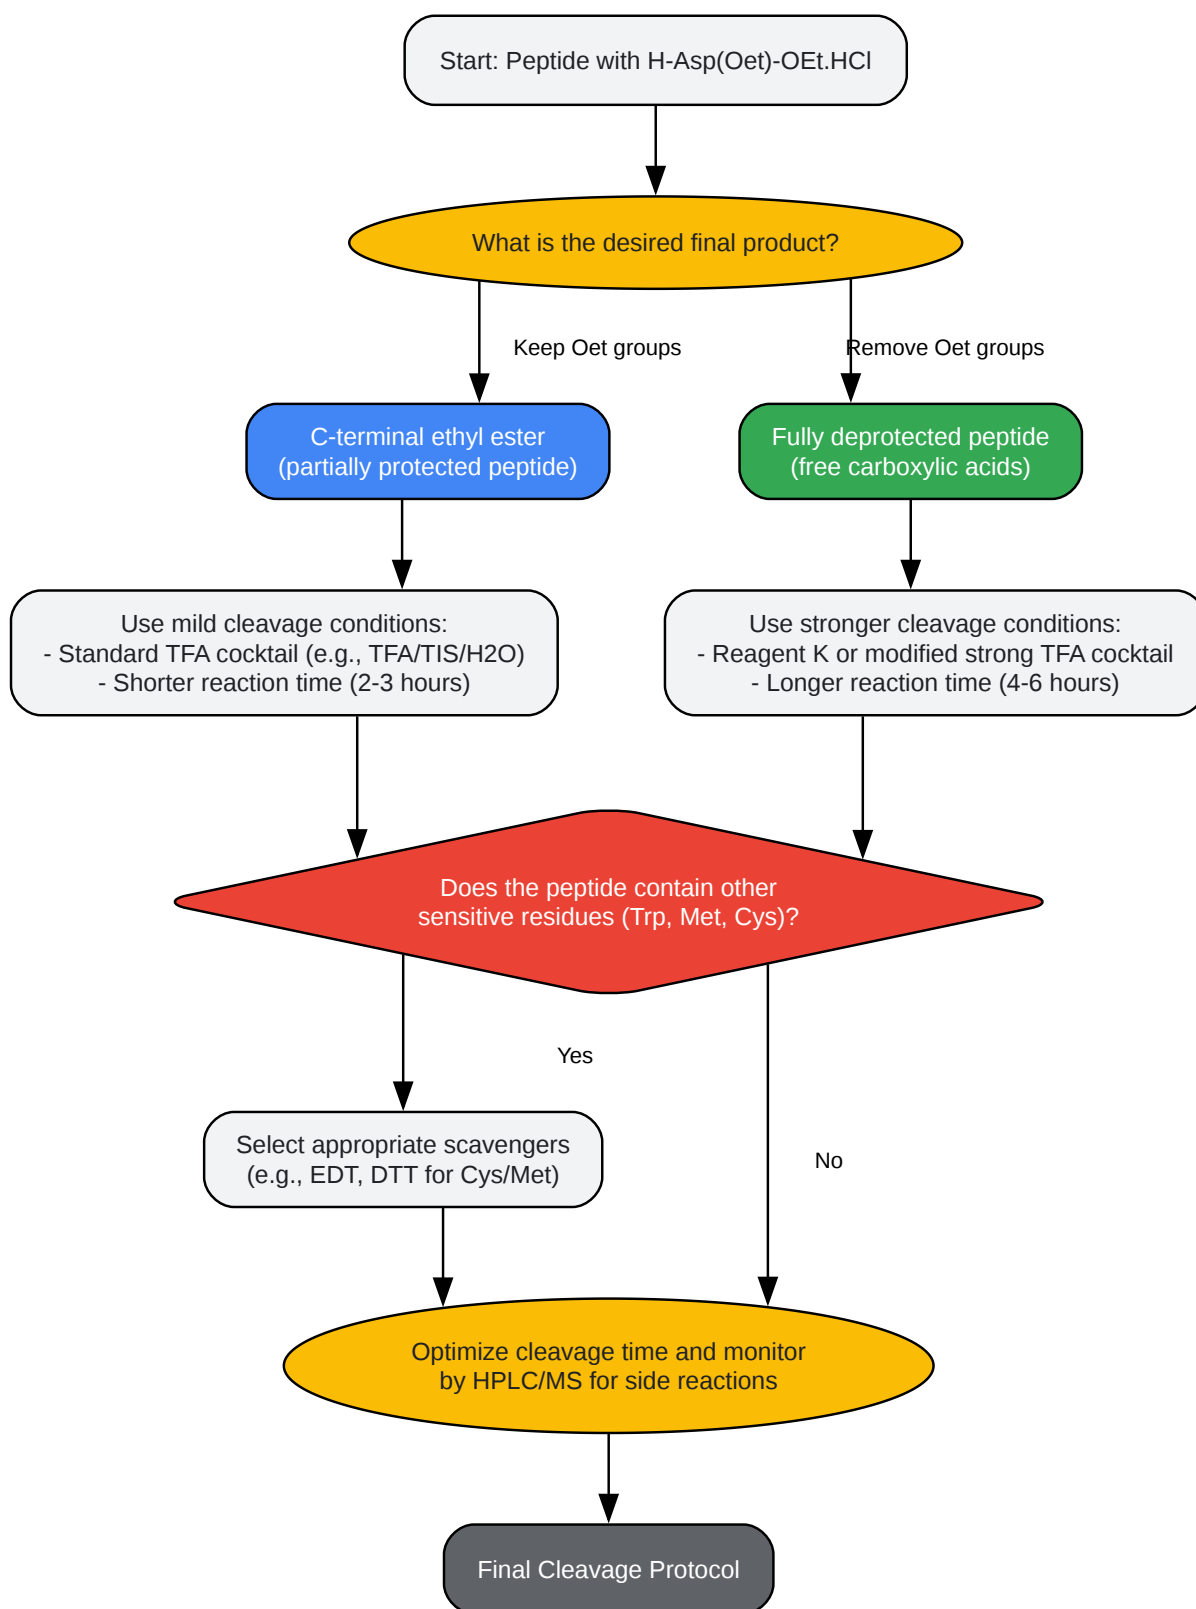 Start: Peptide with H-Asp(Oet)-OEt.HCl
What is the desired final product?
Keep Oet groups
Remove Oet groups
C-terminal ethyl ester
(partially protected peptide)
Fully deprotected peptide
(free carboxylic acids)
Use mild cleavage conditions:
- Standard TFA cocktail (e.g., TFA/TIS/H2O)
- Shorter reaction time (2-3 hours)
Use stronger cleavage conditions:
- Reagent K or modified strong TFA cocktail
- Longer reaction time (4-6 hours)
Does the peptide contain other
sensitive residues (Trp, Met, Cys)?
Yes
Select appropriate scavengers
(e.g., EDT, DTT for Cys/Met)
No
Optimize cleavage time and monitor
by HPLC/MS for side reactions
Final Cleavage Protocol